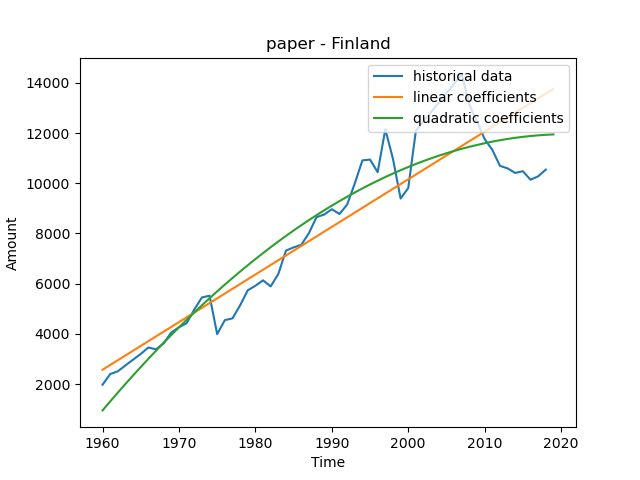 paper - Finland
historical data
linear coefficients
quadratic coefficients
Amount
14000
12000
10000
8000
6000
4000
2000
1960 1970 1980 1990 2000 2010 2020
Time